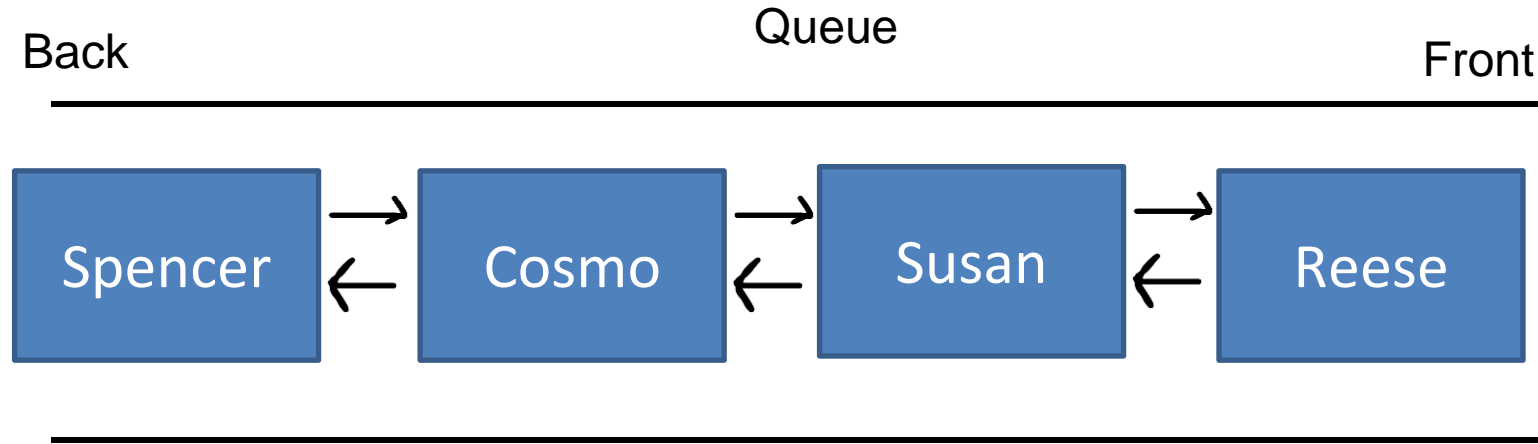 Queue
Back
Front
Spencer
Cosmo
Susan
Reese